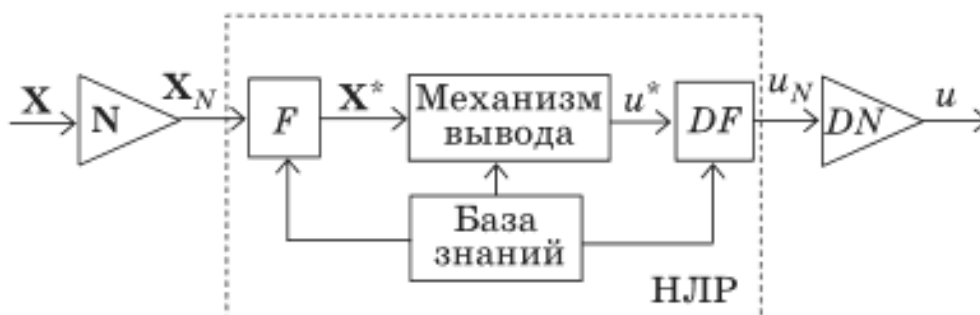 X
N
X_N
F
X*
Механизм
вывода
u*
DF
u_N
DN
u
База
знаний
НЛР